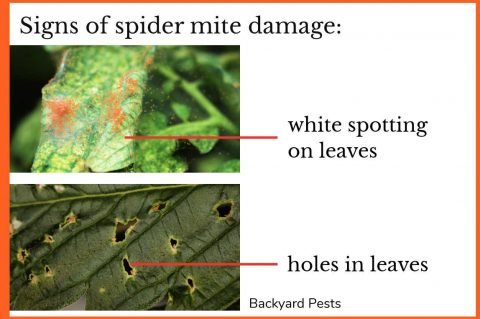 Signs of spider mite damage:
white spotting
on leaves
holes in leaves
Backyard Pests